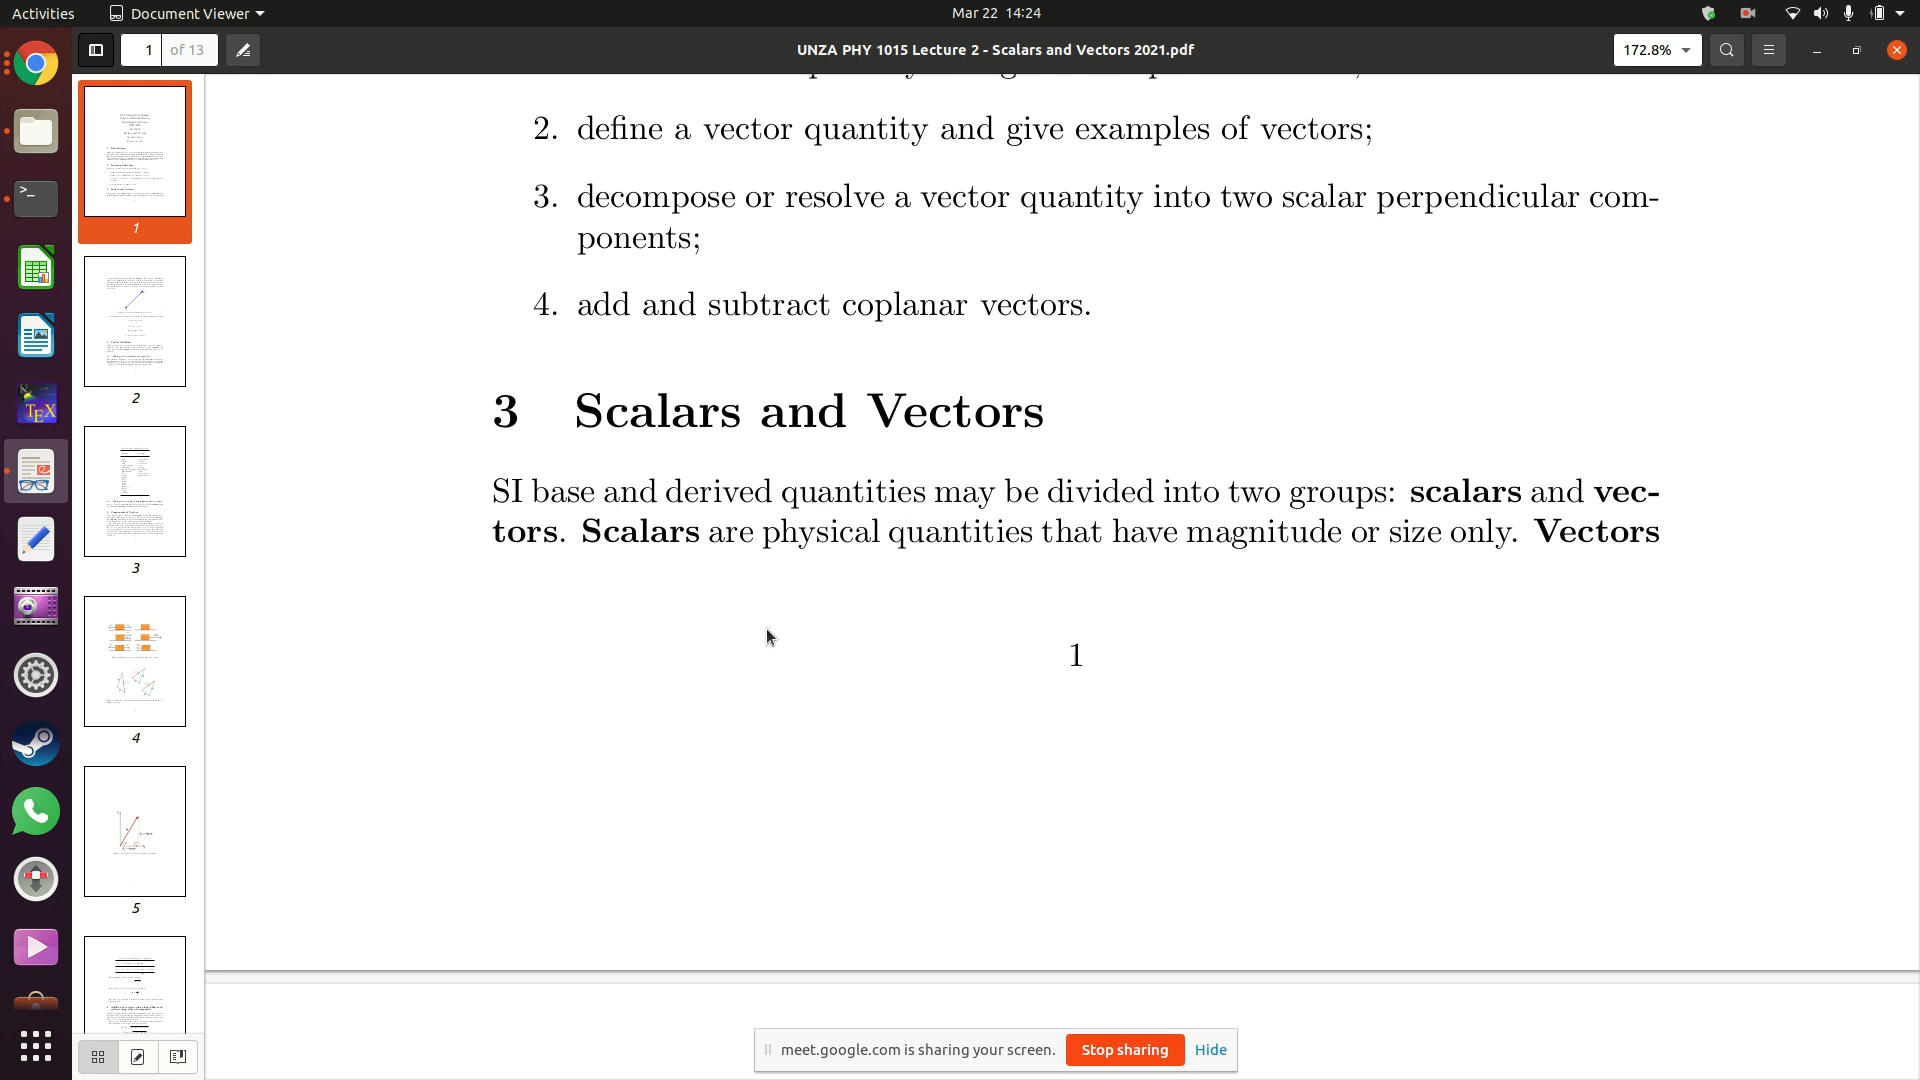 Activities
Document Viewer
Mar 22 14:24
1 of 13
UNZA PHY 1015 Lecture 2 - Scalars and Vectors 2021.pdf
172.8%
2. define a vector quantity and give examples of vectors;
3. decompose or resolve a vector quantity into two scalar perpendicular com-
ponents;
4. add and subtract coplanar vectors.
3 Scalars and Vectors
SI base and derived quantities may be divided into two groups: scalars and vec-
tors. Scalars are physical quantities that have magnitude or size only. Vectors
1
1
2
3
4
5
TEX
>_
meet.google.com is sharing your screen.
Stop sharing
Hide